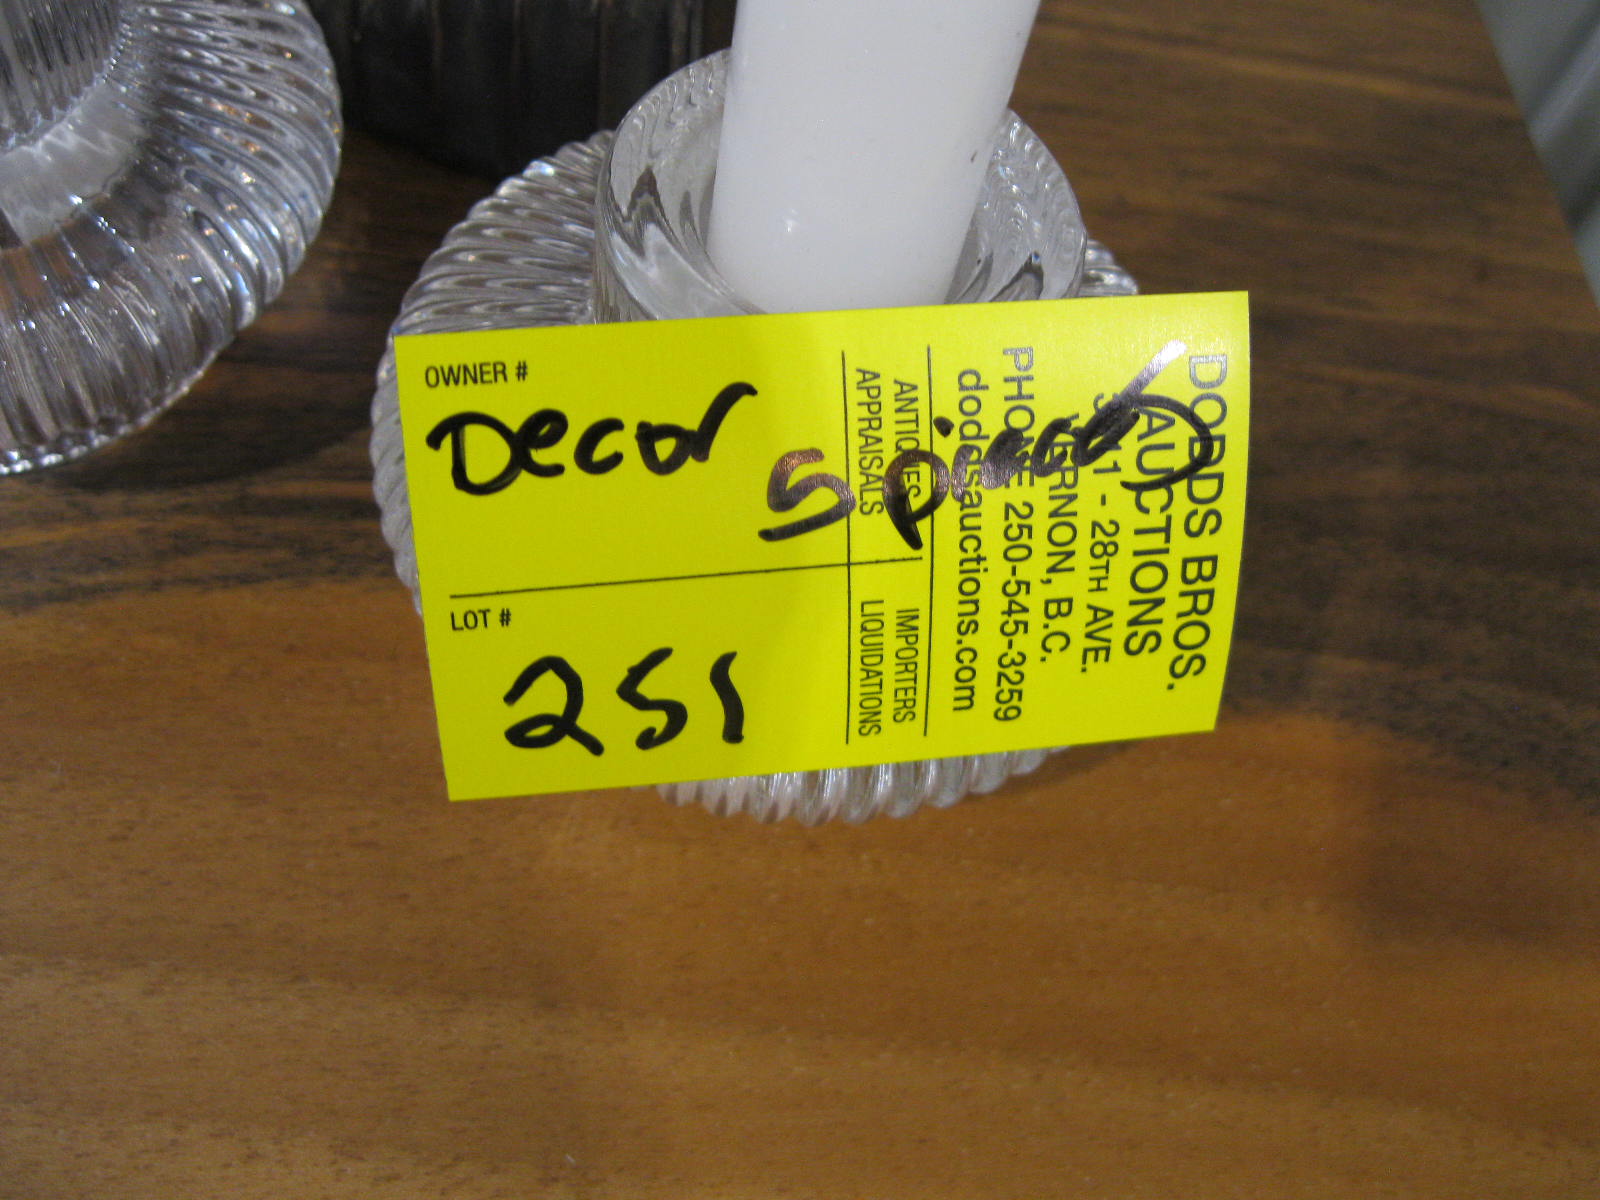 OWNER #
Decor
5 pieces
LOT #
251
DODDS BROS.
AUCTIONS
28TH AVE.
VERNON, B.C.
PHONE 250-545-3259
doddsauctions.com
ANTIQUES
APPRAISALS
IMPORTERS
LIQUIDATIONS